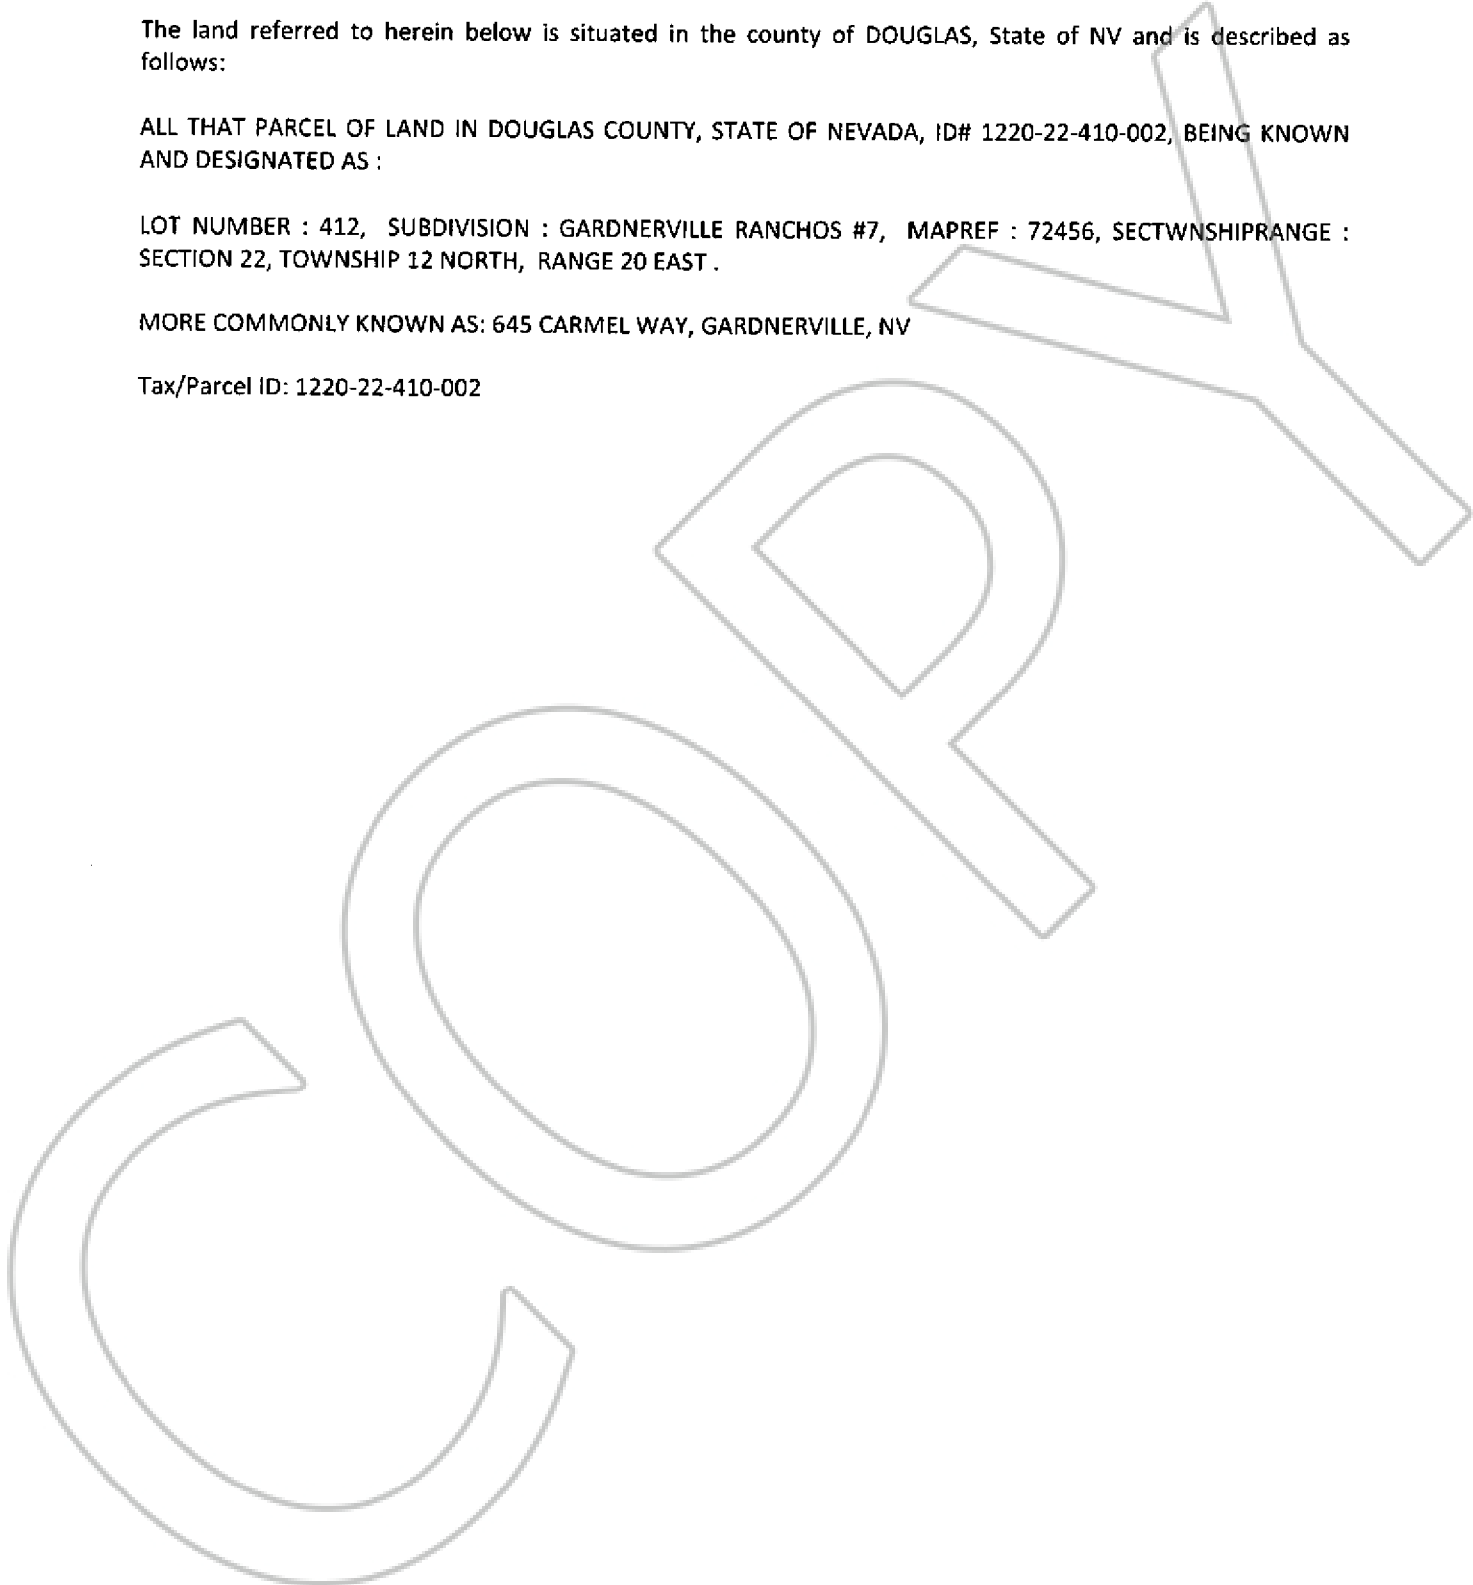 The land referred to herein below is situated in the county of DOUGLAS, State of NV and is described as
follows:
ALL THAT PARCEL OF LAND IN DOUGLAS COUNTY, STATE OF NEVADA, ID# 1220-22-410-002, BEING KNOWN
AND DESIGNATED AS :
LOT NUMBER : 412, SUBDIVISION : GARDNERVILLE RANCHOS #7, MAPREF : 72456, SECTWNSHIPRANGE :
SECTION 22, TOWNSHIP 12 NORTH, RANGE 20 EAST .
MORE COMMONLY KNOWN AS: 645 CARMEL WAY, GARDNERVILLE, NV
Tax/Parcel ID: 1220-22-410-002
COPY